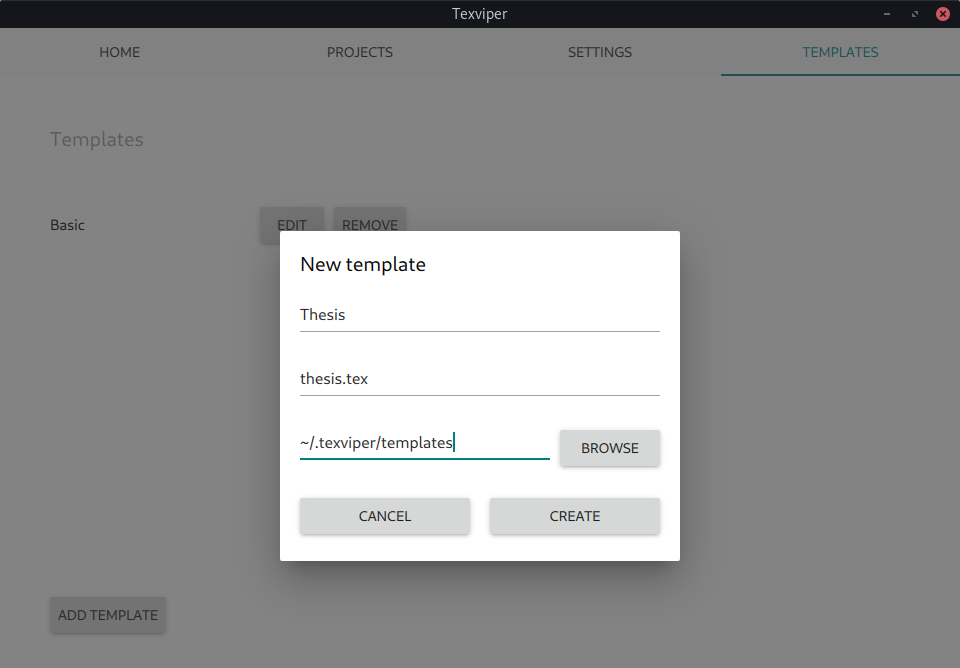 Texviper
HOME PROJECTS SETTINGS TEMPLATES
Templates
Basic EDIT REMOVE
New template
Thesis
thesis.tex
~/.texviper/templates BROWSE
CANCEL CREATE
ADD TEMPLATE